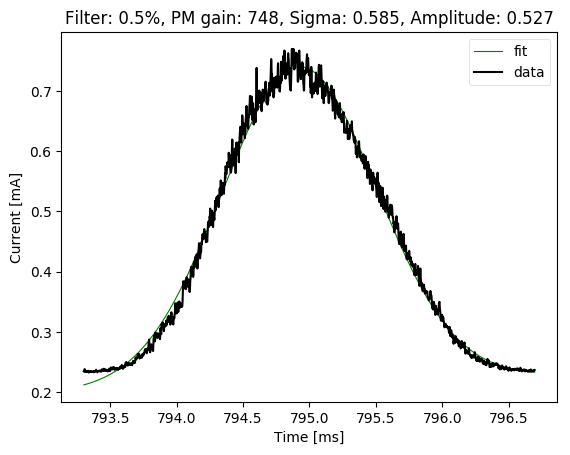 Filter: 0.5%, PM gain: 748, Sigma: 0.585, Amplitude: 0.527
fit
data
0.7
0.6
0.5
0.4
0.3
0.2
Current [mA]
793.5 794.0 794.5 795.0 795.5 796.0 796.5
Time [ms]